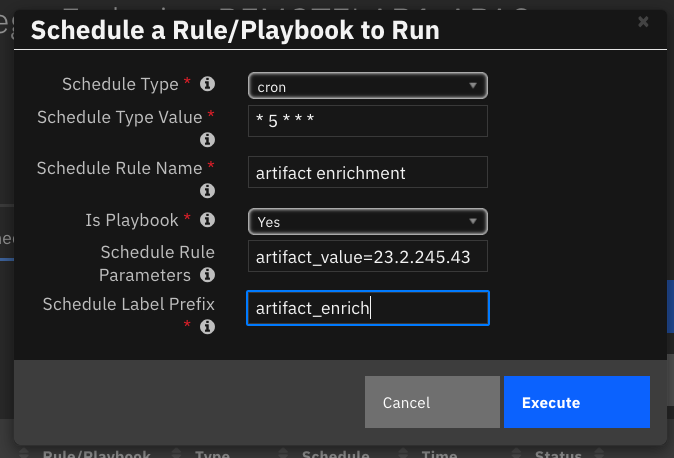 Schedule a Rule/Playbook to Run
Schedule Type *
cron
Schedule Type Value *
* 5 * * *
Schedule Rule Name *
artifact enrichment
Is Playbook *
Yes
Schedule Rule
Parameters
artifact_value=23.2.245.43
Schedule Label Prefix
*
artifact_enrich
Cancel
Execute
Rule/Playbook Type Schedule Time Status